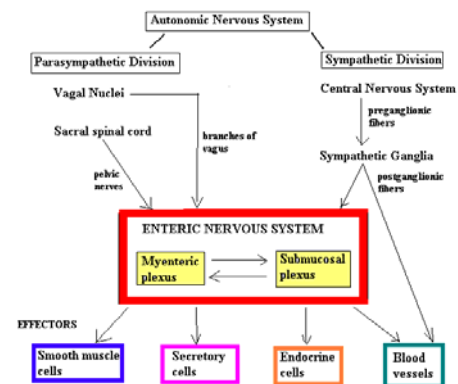 Autonomic Nervous System
Parasympathetic Division
Sympathetic Division
Vagal Nuclei
Central Nervous System
preganglionic
fibers
Sacral spinal cord
branches of
vagus
Sympathetic Ganglia
pelvic
nerves
postganglionic
fibers
ENTERIC NERVOUS SYSTEM
Myenteric
plexus
Submucosal
plexus
EFFECTORS
Smooth muscle
cells
Secretory
cells
Endocrine
cells
Blood
vessels